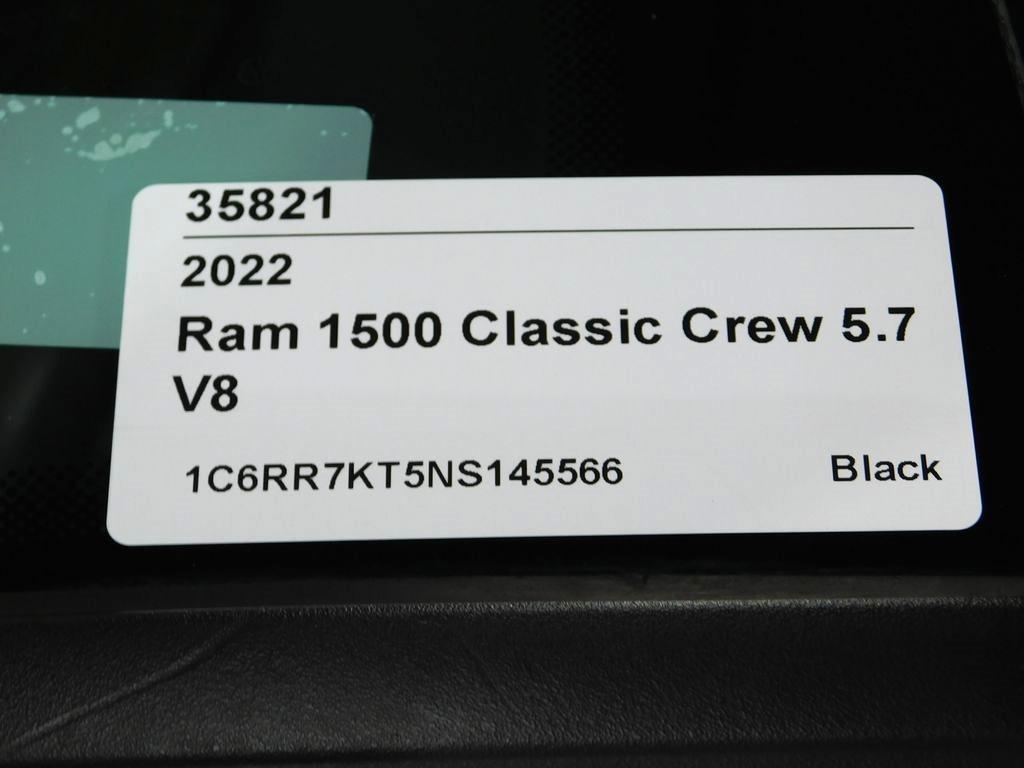 35821
2022
Ram 1500 Classic Crew 5.7
V8
1C6RR7KT5NS145566 Black